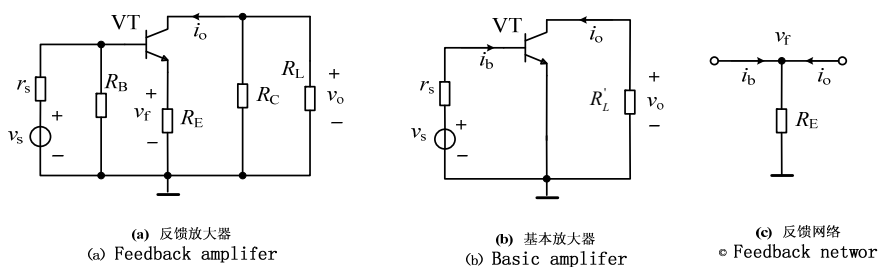 VT
i_o
r_s
R_B
+
v_s
−
+
v_f
−
R_E
R_C
R_L
+
v_o
−
(a) 反馈放大器
(a) Feedback amplifer
VT
i_o
i_b
r_s
+
v_s
−
R_L'
+
v_o
−
(b) 基本放大器
(b) Basic amplifer
v_f
i_b
i_o
R_E
(c) 反馈网络
© Feedback networ